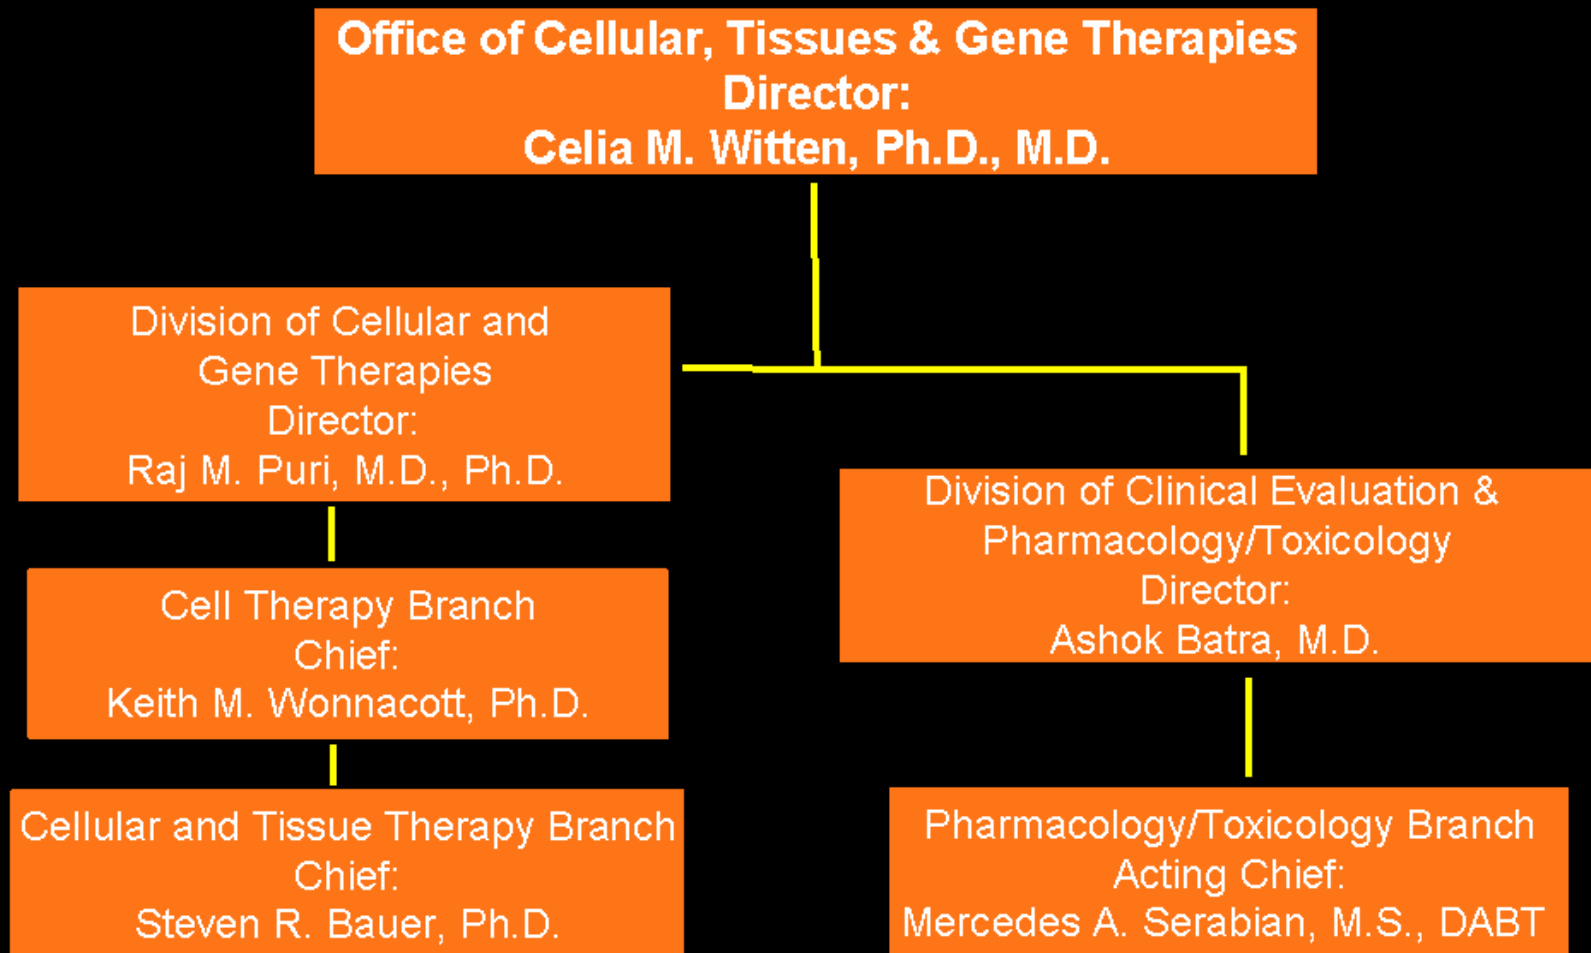 Office of Cellular, Tissues & Gene Therapies
Director:
Celia M. Witten, Ph.D., M.D.
Division of Cellular and
Gene Therapies
Director:
Raj M. Puri, M.D., Ph.D.
Cell Therapy Branch
Chief:
Keith M. Wonnacott, Ph.D.
Cellular and Tissue Therapy Branch
Chief:
Steven R. Bauer, Ph.D.
Division of Clinical Evaluation &
Pharmacology/Toxicology
Director:
Ashok Batra, M.D.
Pharmacology/Toxicology Branch
Acting Chief:
Mercedes A. Serabian, M.S., DABT